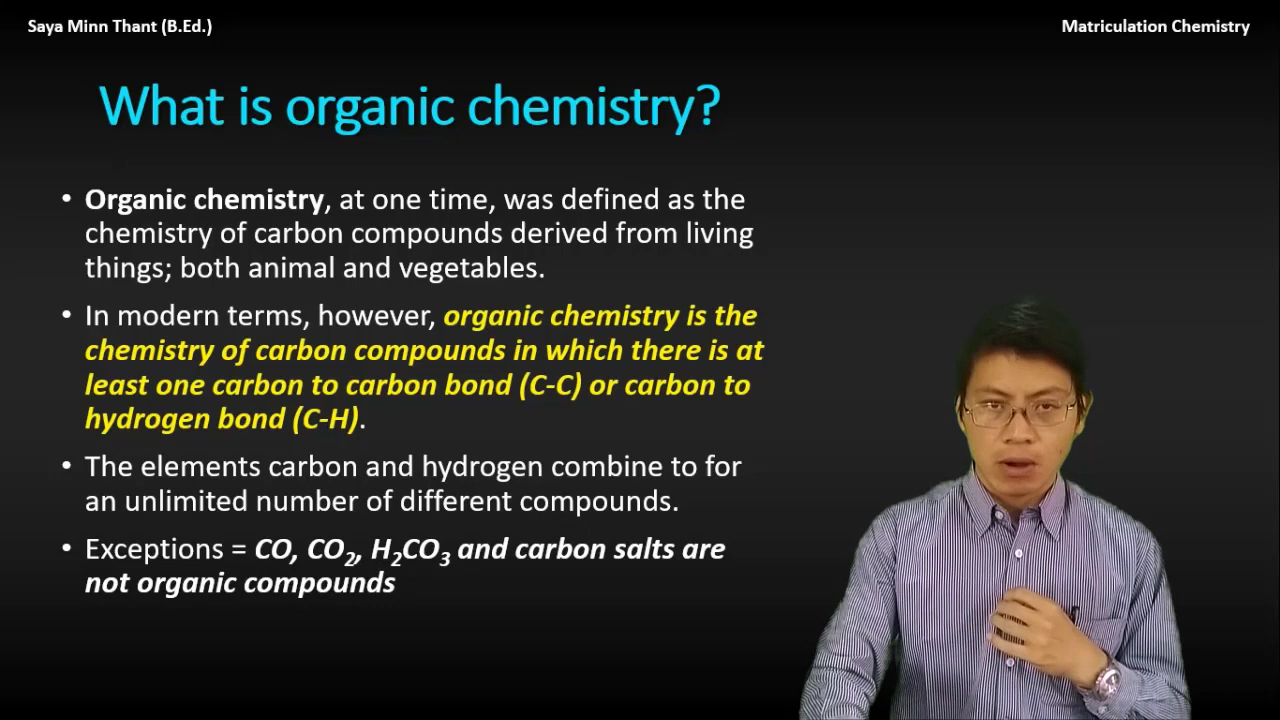 Saya Minn Thant (B.Ed.)
Matriculation Chemistry
What is organic chemistry?
• Organic chemistry, at one time, was defined as the
chemistry of carbon compounds derived from living
things; both animal and vegetables.
• In modern terms, however, organic chemistry is the
chemistry of carbon compounds in which there is at
least one carbon to carbon bond (C-C) or carbon to
hydrogen bond (C-H).
• The elements carbon and hydrogen combine to for
an unlimited number of different compounds.
• Exceptions = CO, CO₂, H₂CO₃ and carbon salts are
not organic compounds